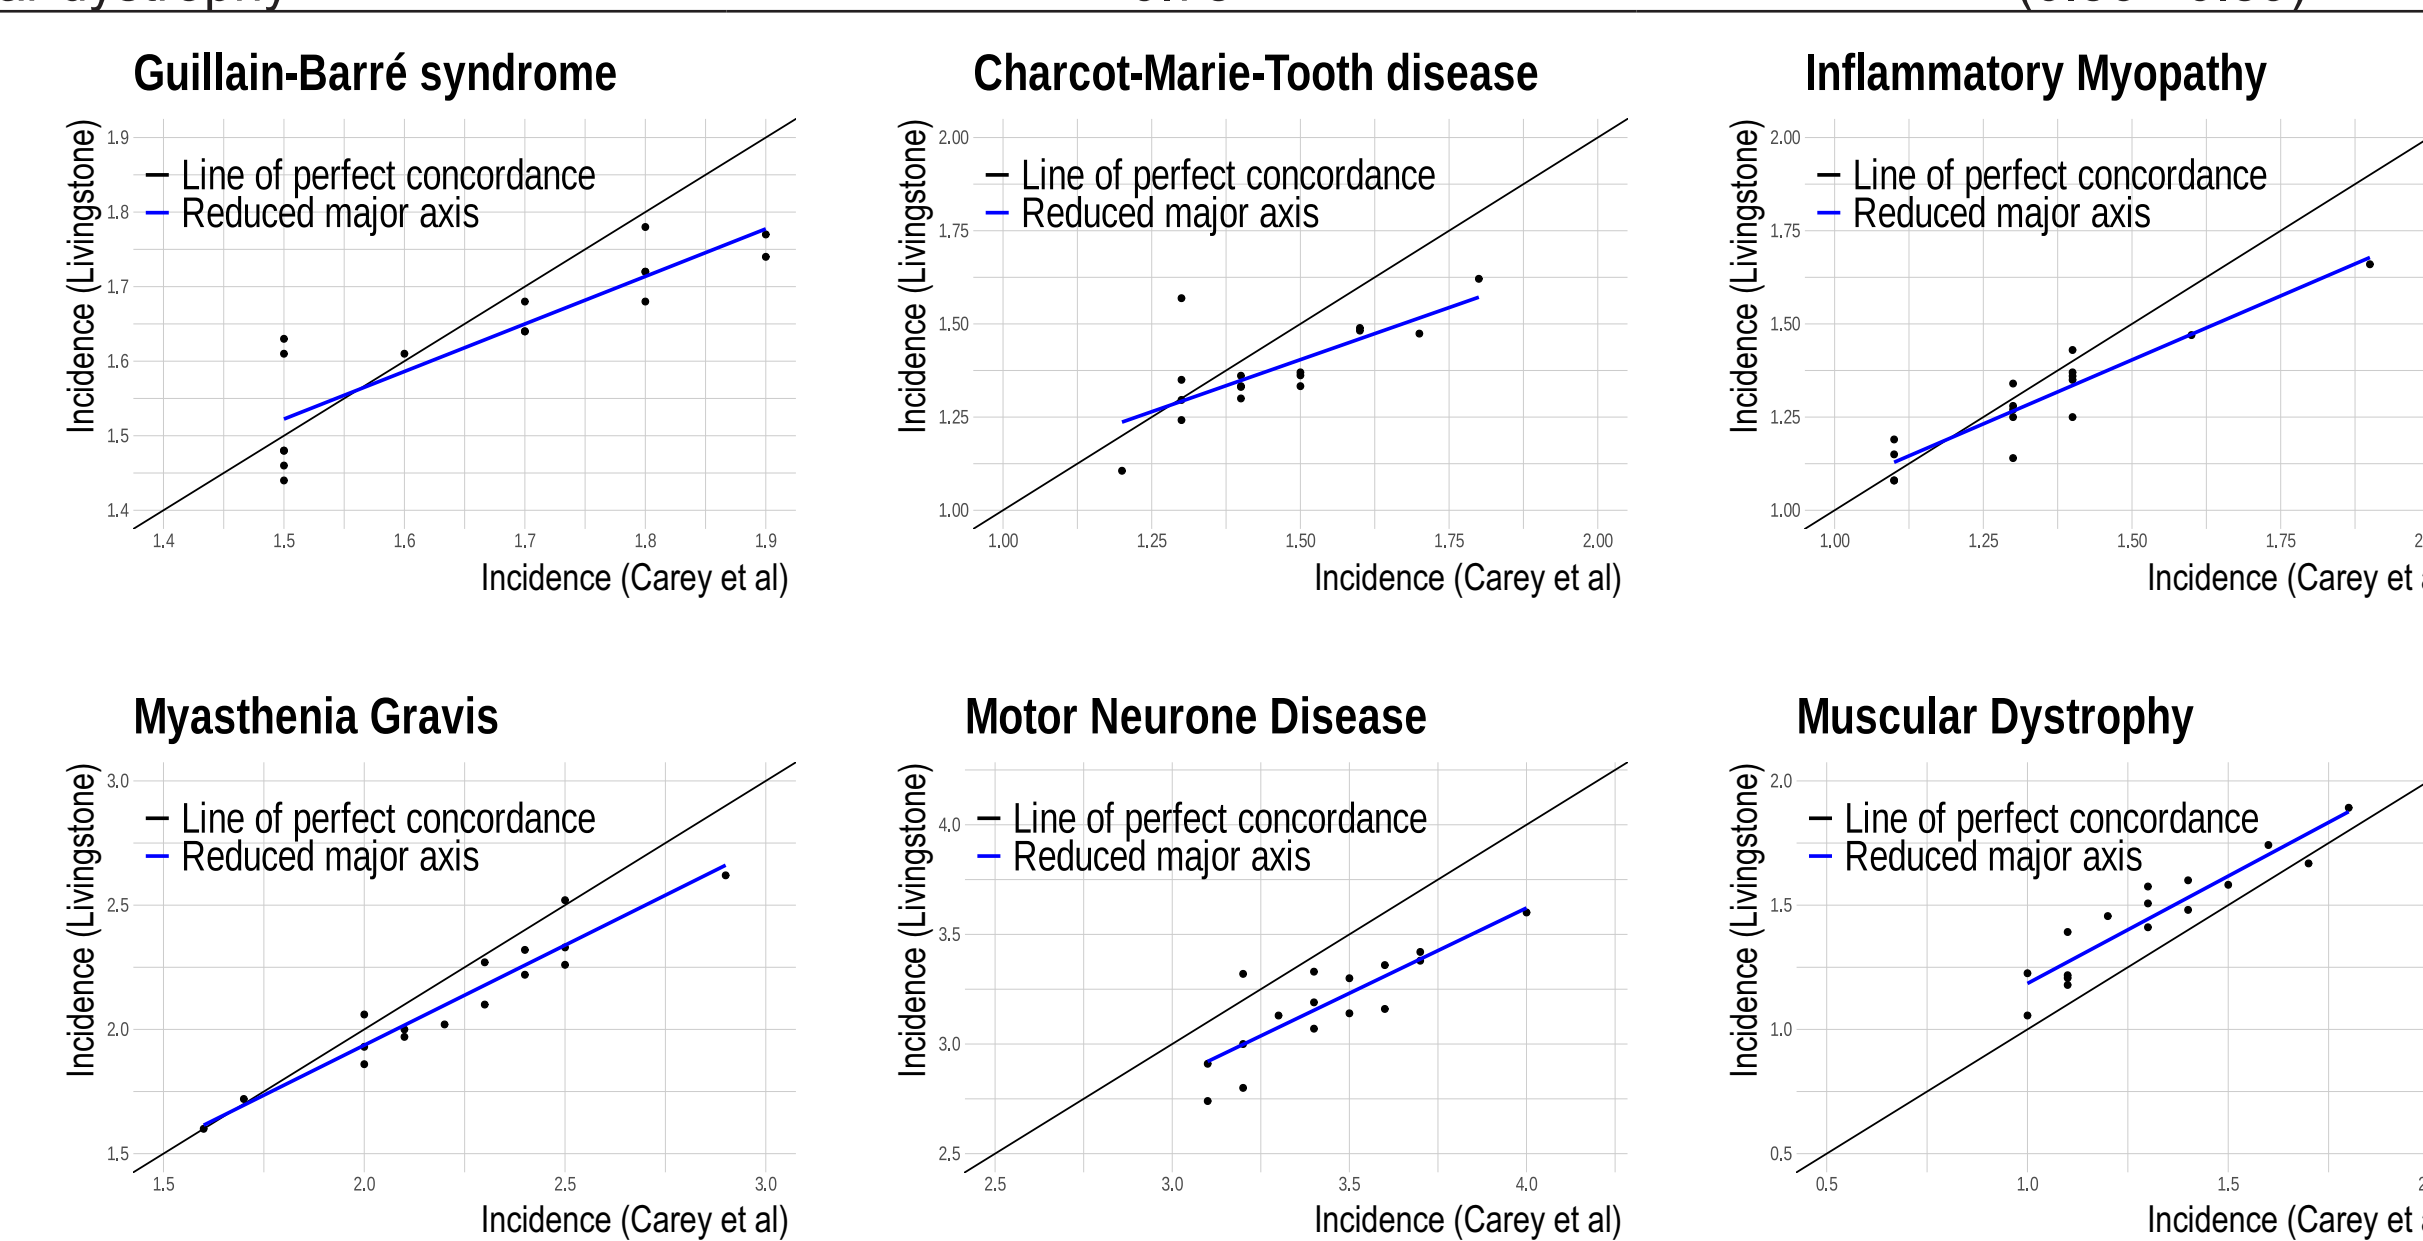 Guillain-Barré syndrome
Incidence (Livingstone)
1.9
1.8
1.7
1.6
1.5
1.4
Line of perfect concordance
Reduced major axis
1.4 1.5 1.6 1.7 1.8 1.9
Incidence (Carey et al)
Charcot-Marie-Tooth disease
Incidence (Livingstone)
2.00
1.75
1.50
1.25
1.00
Line of perfect concordance
Reduced major axis
1.00 1.25 1.50 1.75 2.00
Incidence (Carey et al)
Inflammatory Myopathy
Incidence (Livingstone)
2.00
1.75
1.50
1.25
1.00
Line of perfect concordance
Reduced major axis
1.00 1.25 1.50 1.75
Incidence (Carey et
Myasthenia Gravis
Incidence (Livingstone)
3.0
2.5
2.0
1.5
Line of perfect concordance
Reduced major axis
1.5 2.0 2.5 3.0
Incidence (Carey et al)
Motor Neurone Disease
Incidence (Livingstone)
4.0
3.5
3.0
2.5
Line of perfect concordance
Reduced major axis
2.5 3.0 3.5 4.0
Incidence (Carey et al)
Muscular Dystrophy
Incidence (Livingstone)
2.0
1.5
1.0
0.5
Line of perfect concordance
Reduced major axis
0.5 1.0 1.5
Incidence (Carey et